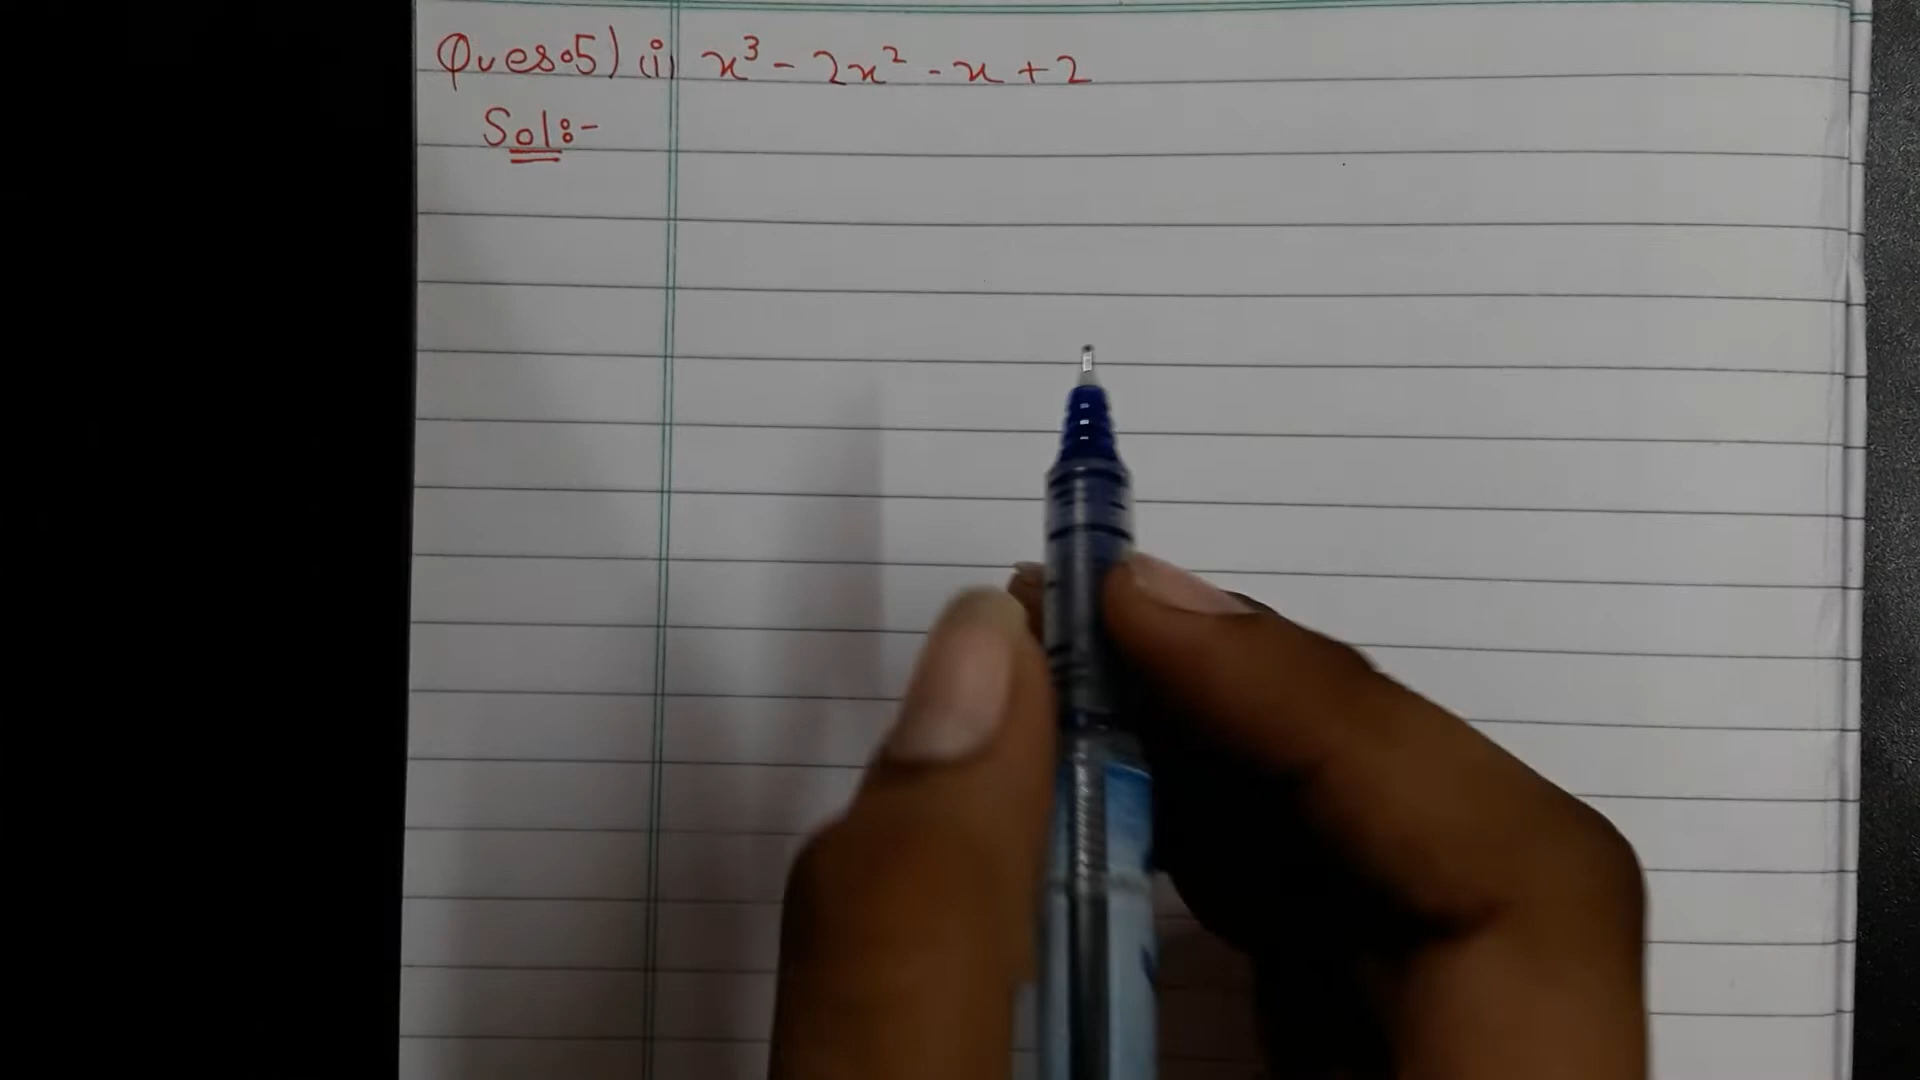 Ques.5) (i) x³ - 2x² - x + 2
Sol:-